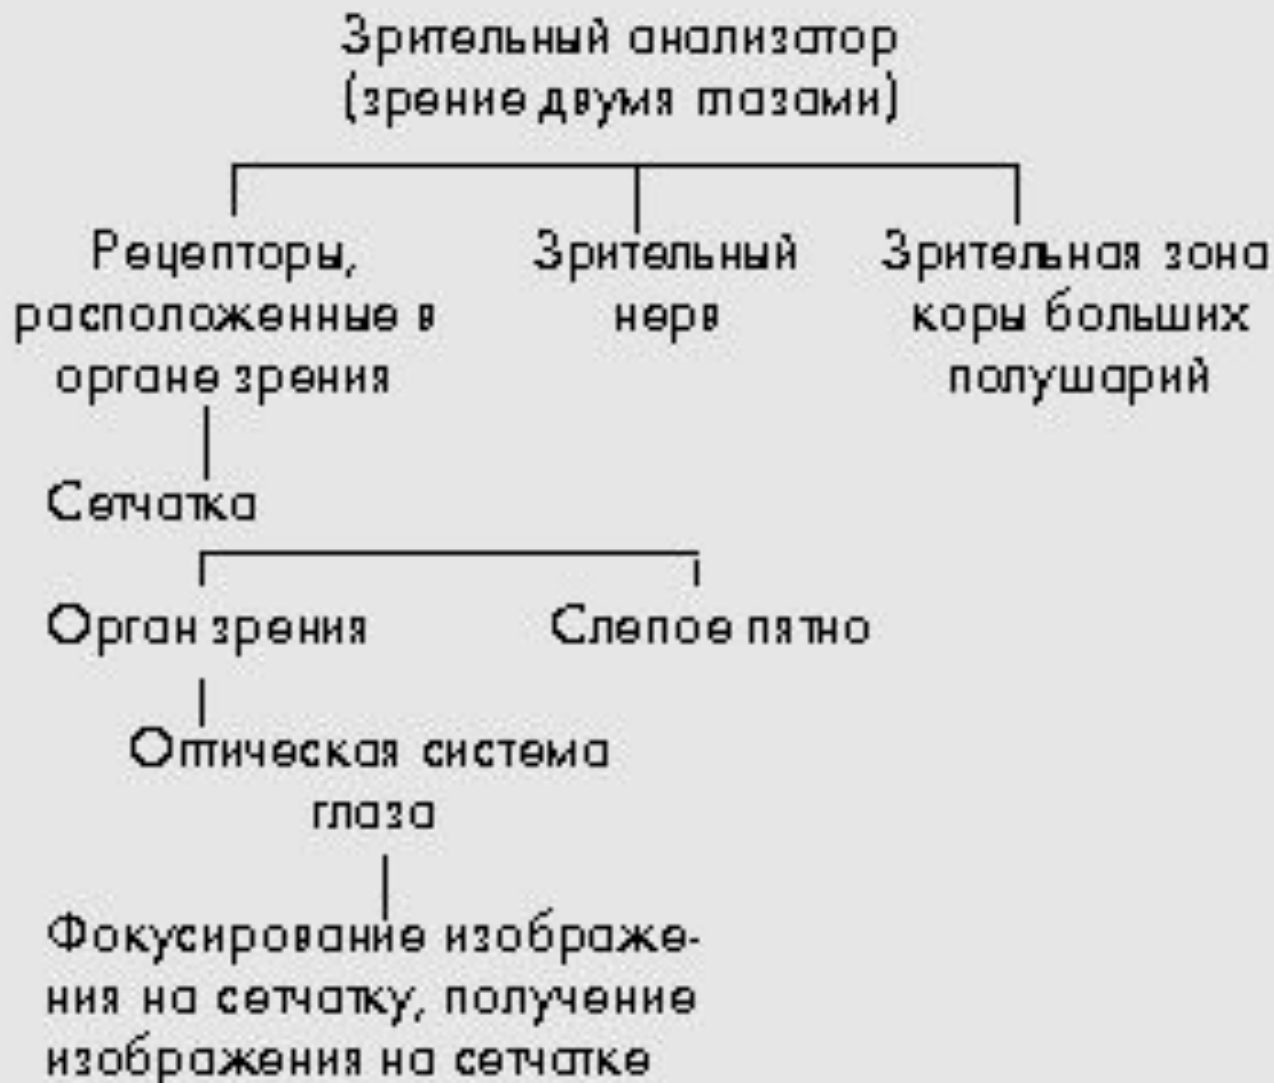 Зрительный анализатор
(зрение двумя глазами)
Рецепторы,
расположенные в
органе зрения
Зрительный
нерв
Зрительная зона
коры больших
полушарий
Сетчатка
Орган зрения
Слепое пятно
Оптическая система
глаза
Фокусирование изображе-
ния на сетчатку, получение
изображения на сетчатке